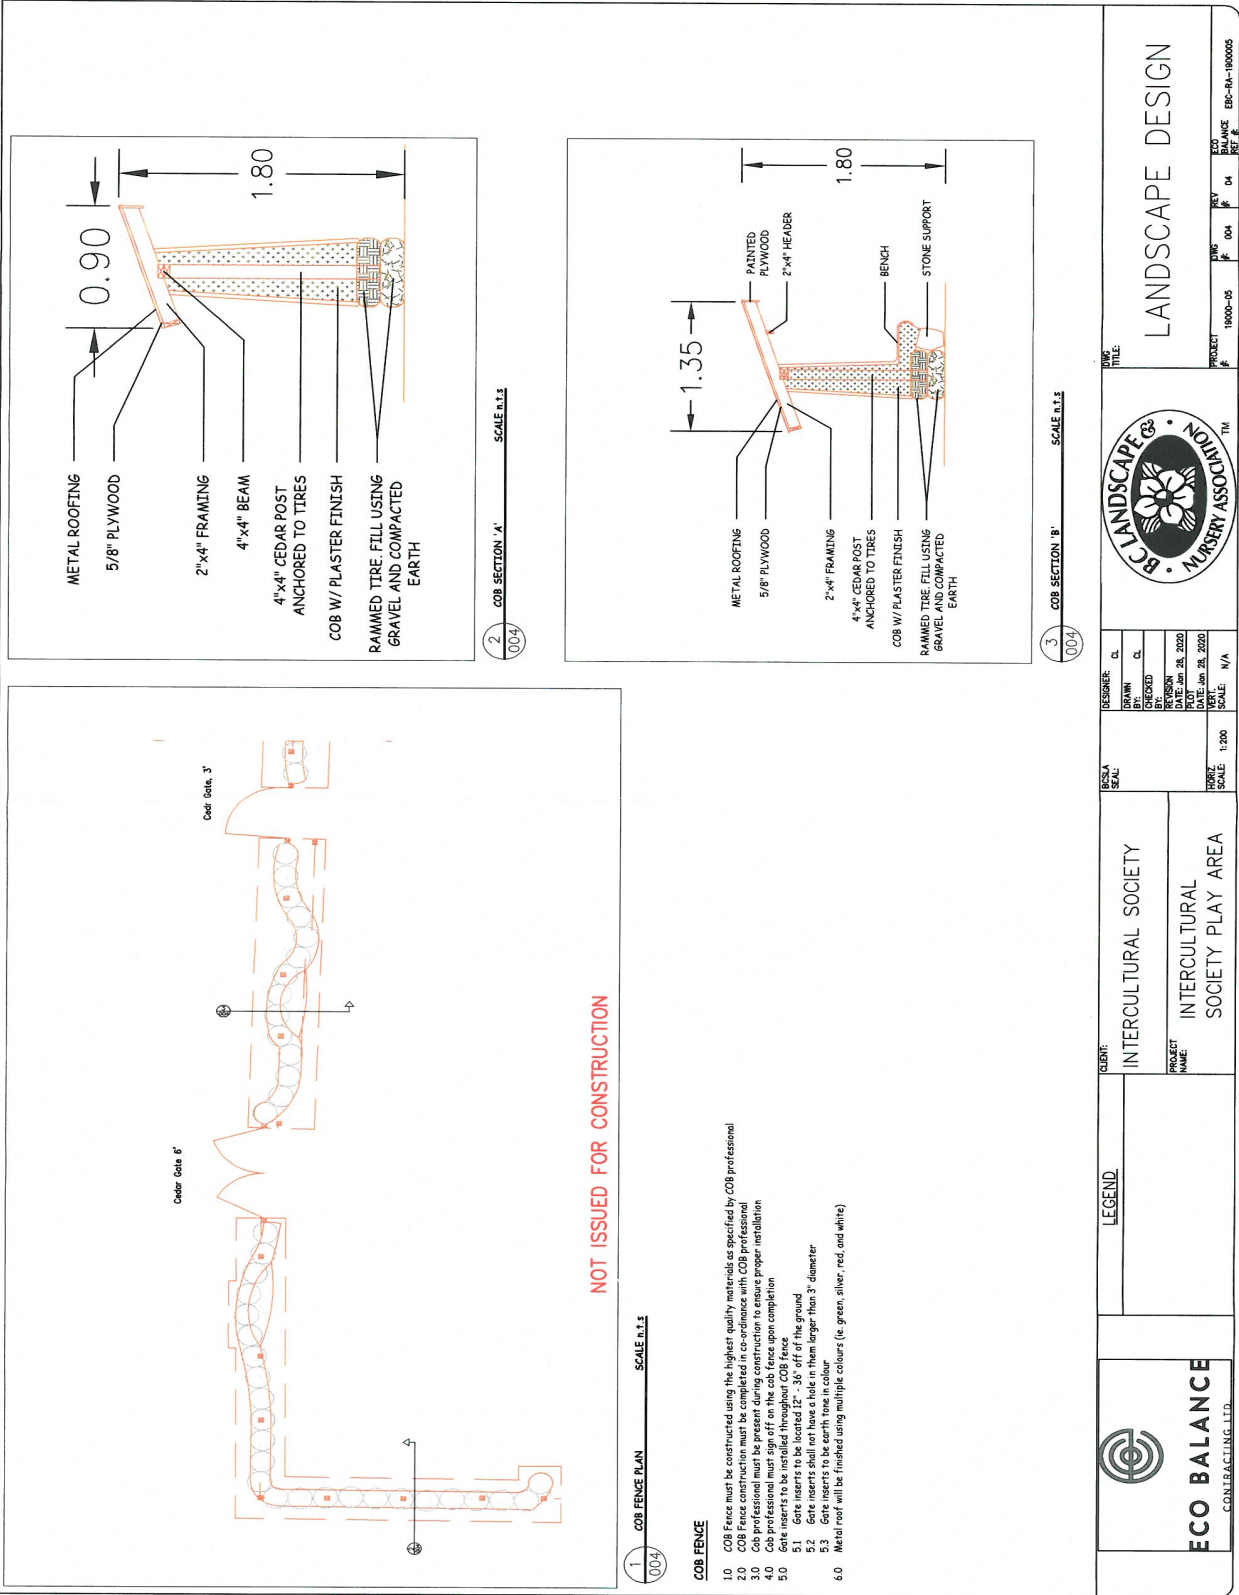 Cedar Gate 6'
Cedr Gate, 3'
NOT ISSUED FOR CONSTRUCTION
1
004
COB FENCE PLAN
SCALE n.t.s
METAL ROOFING
5/8" PLYWOOD
2"x4" FRAMING
4"x4" BEAM
4"x4" CEDAR POST
ANCHORED TO TIRES
COB W/ PLASTER FINISH
RAMMED TIRE. FILL USING
GRAVEL AND COMPACTED
EARTH
0.90
1.80
2
004
COB SECTION 'A'
SCALE n.t.s
COB FENCE
1.0 COB Fence must be constructed using the highest quality materials as specified by COB professional
2.0 COB Fence construction must be completed in co-ordinance with COB professional
3.0 Cob professional must be present during construction to ensure proper installation
4.0 Cob professional must sign off on the cob fence upon completion
5.0 Gate inserts to be installed throughout COB fence
5.1 Gate inserts to be located 12" - 36" off of the ground
5.2 Gate inserts shall not have a hole in them larger than 3" diameter
5.3 Gate inserts to be earth tone in colour
6.0 Metal roof will be finished using multiple colours (ie. green, silver, red, and white)
METAL ROOFING
5/8" PLYWOOD
2"x4" FRAMING
4"x4" CEDAR POST
ANCHORED TO TIRES
COB W/ PLASTER FINISH
RAMMED TIRE. FILL USING
GRAVEL AND COMPACTED
EARTH
1.35
PAINTED
PLYWOOD
2"x4" HEADER
BENCH
STONE SUPPORT
1.80
3
004
COB SECTION 'B'
SCALE n.t.s
ECO BALANCE
CONTRACTING LTD.
LEGEND
CLIENT:
INTERCULTURAL SOCIETY
PROJECT
NAME:
INTERCULTURAL
SOCIETY PLAY AREA
BCSLA
SEAL:
HORIZ.
SCALE: 1:200
DESIGNER: CL
DRAWN
BY: CL
CHECKED
BY:
REVISION
DATE: Jan 28, 2020
PLOT
DATE: Jan 28, 2020
VERT.
SCALE: N/A
BC LANDSCAPE &
NURSERY ASSOCIATION
TM
DWG
TITLE:
LANDSCAPE DESIGN
PROJECT
#: 19000-05
DWG
#: 004
REV
#: 04
ECO
BALANCE
REF #: EBC-RA-1900005